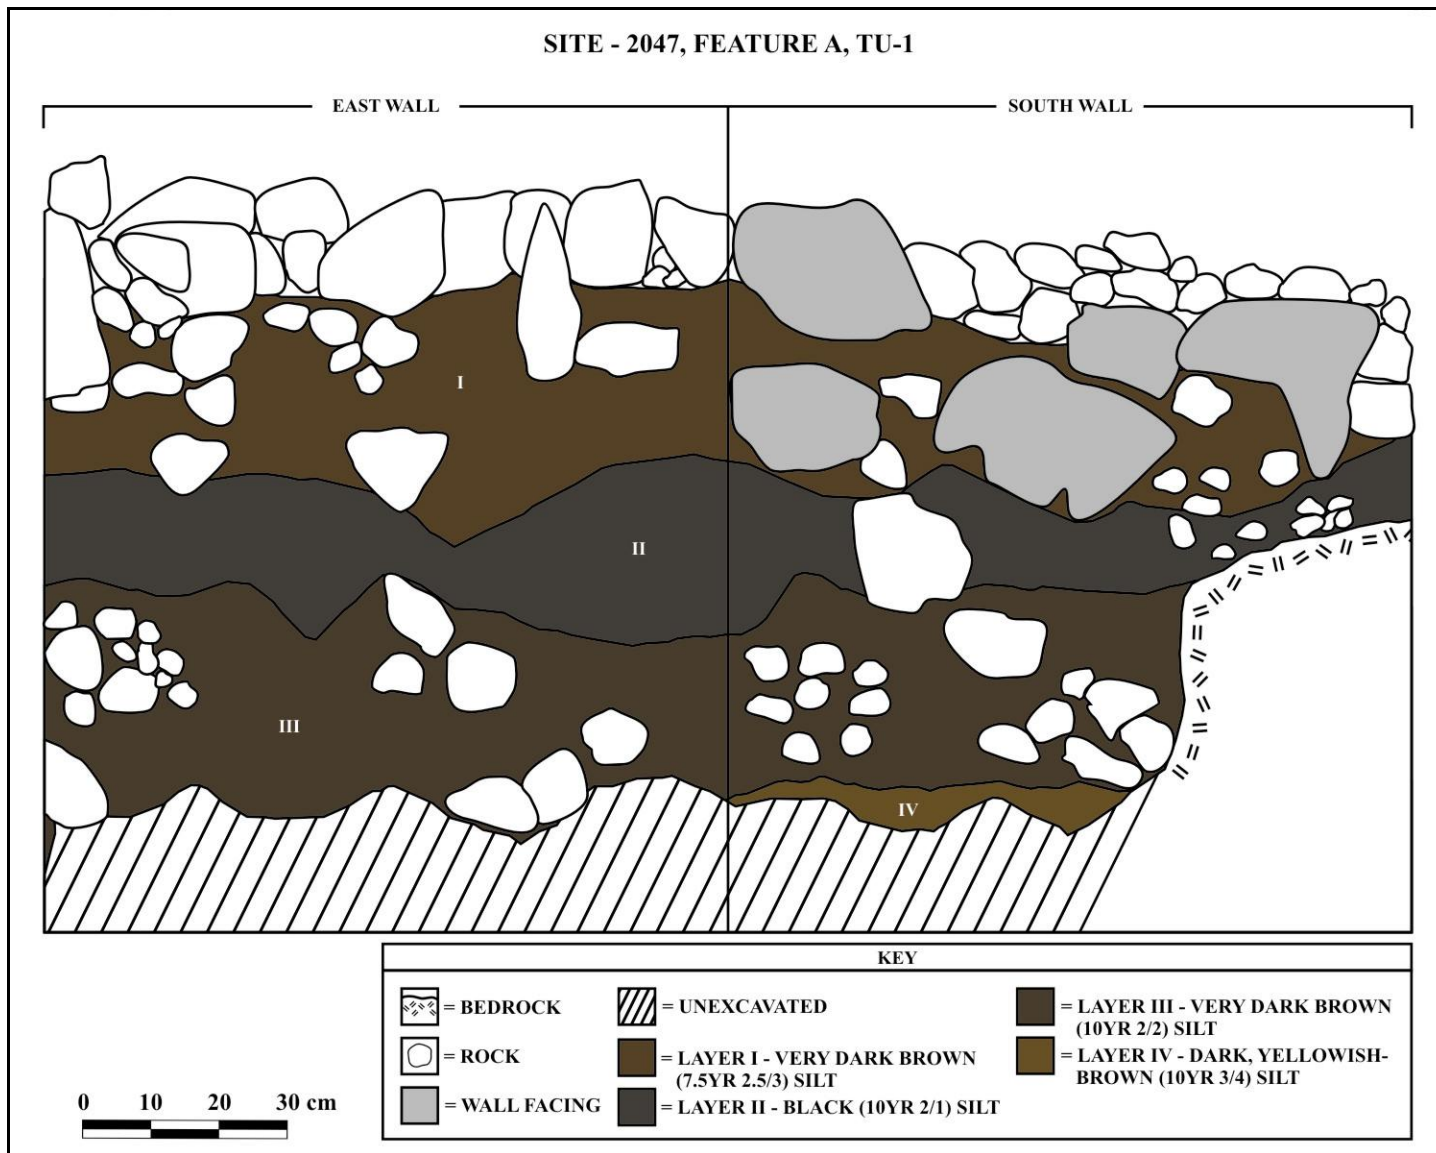 SITE - 2047, FEATURE A, TU-1
EAST WALL
SOUTH WALL
I
II
III
IV
KEY
= BEDROCK
= ROCK
= WALL FACING
= UNEXCAVATED
= LAYER I - VERY DARK BROWN
(7.5YR 2.5/3) SILT
= LAYER II - BLACK (10YR 2/1) SILT
= LAYER III - VERY DARK BROWN
(10YR 2/2) SILT
= LAYER IV - DARK, YELLOWISH-
BROWN (10YR 3/4) SILT
0 10 20 30 cm